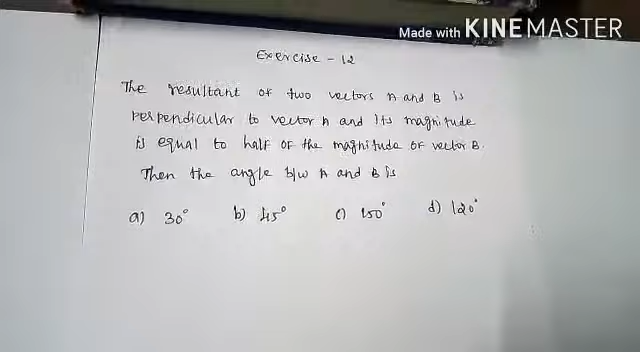 Made with KINEMASTER
Exercise - 12
The resultant of two vectors A and B is
perpendicular to vector A and its magnitude
is equal to half of the magnitude of vector B.
Then the angle b/w A and B is
a) 30° b) 45° c) 150° d) 120°